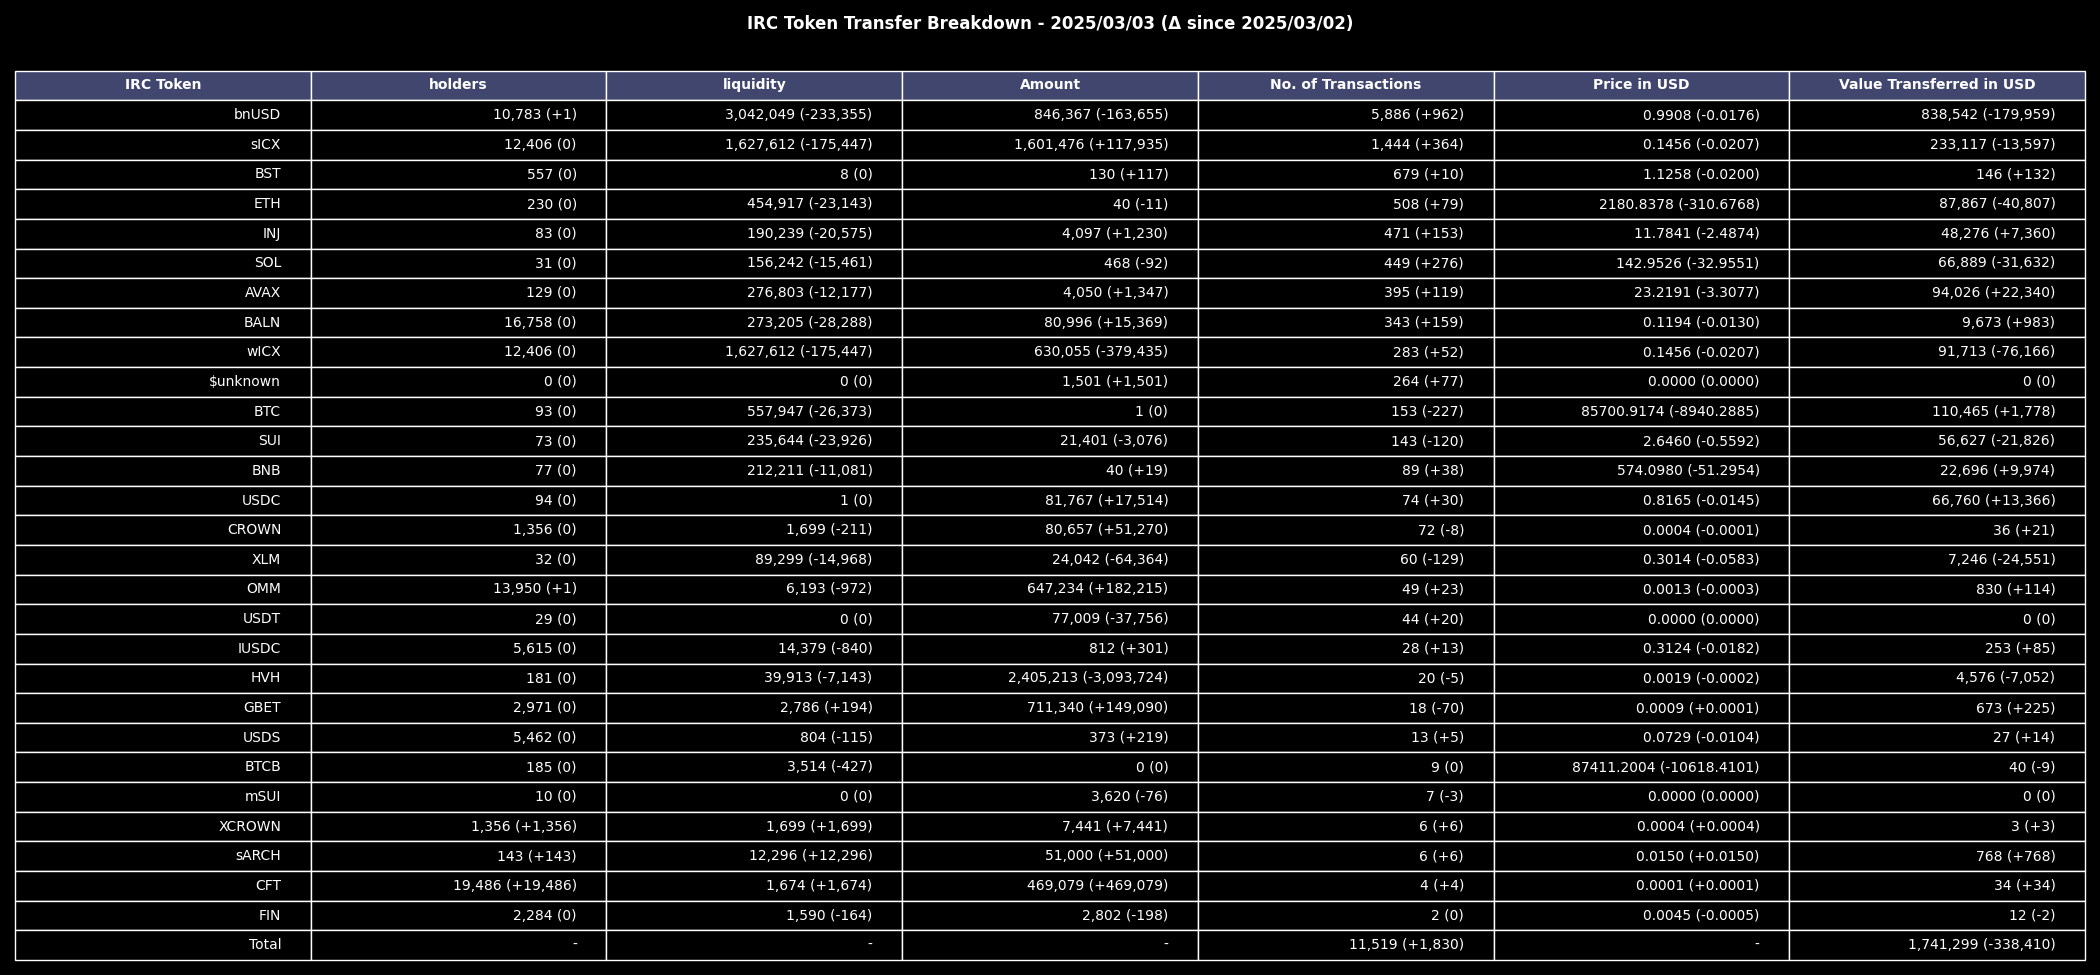 IRC Token Transfer Breakdown - 2025/03/03 (Δ since 2025/03/02)
IRC Token holders liquidity Amount No. of Transactions Price in USD Value Transferred in USD
bnUSD 10,783 (+1) 3,042,049 (-233,355) 846,367 (-163,655) 5,886 (+962) 0.9908 (-0.0176) 838,542 (-179,959)
sICX 12,406 (0) 1,627,612 (-175,447) 1,601,476 (+117,935) 1,444 (+364) 0.1456 (-0.0207) 233,117 (-13,597)
BST 557 (0) 8 (0) 130 (+117) 679 (+10) 1.1258 (-0.0200) 146 (+132)
ETH 230 (0) 454,917 (-23,143) 40 (-11) 508 (+79) 2180.8378 (-310.6768) 87,867 (-40,807)
INJ 83 (0) 190,239 (-20,575) 4,097 (+1,230) 471 (+153) 11.7841 (-2.4874) 48,276 (+7,360)
SOL 31 (0) 156,242 (-15,461) 468 (-92) 449 (+276) 142.9526 (-32.9551) 66,889 (-31,632)
AVAX 129 (0) 276,803 (-12,177) 4,050 (+1,347) 395 (+119) 23.2191 (-3.3077) 94,026 (+22,340)
BALN 16,758 (0) 273,205 (-28,288) 80,996 (+15,369) 343 (+159) 0.1194 (-0.0130) 9,673 (+983)
wICX 12,406 (0) 1,627,612 (-175,447) 630,055 (-379,435) 283 (+52) 0.1456 (-0.0207) 91,713 (-76,166)
$unknown 0 (0) 0 (0) 1,501 (+1,501) 264 (+77) 0.0000 (0.0000) 0 (0)
BTC 93 (0) 557,947 (-26,373) 1 (0) 153 (-227) 85700.9174 (-8940.2885) 110,465 (+1,778)
SUI 73 (0) 235,644 (-23,926) 21,401 (-3,076) 143 (-120) 2.6460 (-0.5592) 56,627 (-21,826)
BNB 77 (0) 212,211 (-11,081) 40 (+19) 89 (+38) 574.0980 (-51.2954) 22,696 (+9,974)
USDC 94 (0) 1 (0) 81,767 (+17,514) 74 (+30) 0.8165 (-0.0145) 66,760 (+13,366)
CROWN 1,356 (0) 1,699 (-211) 80,657 (+51,270) 72 (-8) 0.0004 (-0.0001) 36 (+21)
XLM 32 (0) 89,299 (-14,968) 24,042 (-64,364) 60 (-129) 0.3014 (-0.0583) 7,246 (-24,551)
OMM 13,950 (+1) 6,193 (-972) 647,234 (+182,215) 49 (+23) 0.0013 (-0.0003) 830 (+114)
USDT 29 (0) 0 (0) 77,009 (-37,756) 44 (+20) 0.0000 (0.0000) 0 (0)
IUSDC 5,615 (0) 14,379 (-840) 812 (+301) 28 (+13) 0.3124 (-0.0182) 253 (+85)
HVH 181 (0) 39,913 (-7,143) 2,405,213 (-3,093,724) 20 (-5) 0.0019 (-0.0002) 4,576 (-7,052)
GBET 2,971 (0) 2,786 (+194) 711,340 (+149,090) 18 (-70) 0.0009 (+0.0001) 673 (+225)
USDS 5,462 (0) 804 (-115) 373 (+219) 13 (+5) 0.0729 (-0.0104) 27 (+14)
BTCB 185 (0) 3,514 (-427) 0 (0) 9 (0) 87411.2004 (-10618.4101) 40 (-9)
mSUI 10 (0) 0 (0) 3,620 (-76) 7 (-3) 0.0000 (0.0000) 0 (0)
XCROWN 1,356 (+1,356) 1,699 (+1,699) 7,441 (+7,441) 6 (+6) 0.0004 (+0.0004) 3 (+3)
sARCH 143 (+143) 12,296 (+12,296) 51,000 (+51,000) 6 (+6) 0.0150 (+0.0150) 768 (+768)
CFT 19,486 (+19,486) 1,674 (+1,674) 469,079 (+469,079) 4 (+4) 0.0001 (+0.0001) 34 (+34)
FIN 2,284 (0) 1,590 (-164) 2,802 (-198) 2 (0) 0.0045 (-0.0005) 12 (-2)
Total - - - 11,519 (+1,830) - 1,741,299 (-338,410)